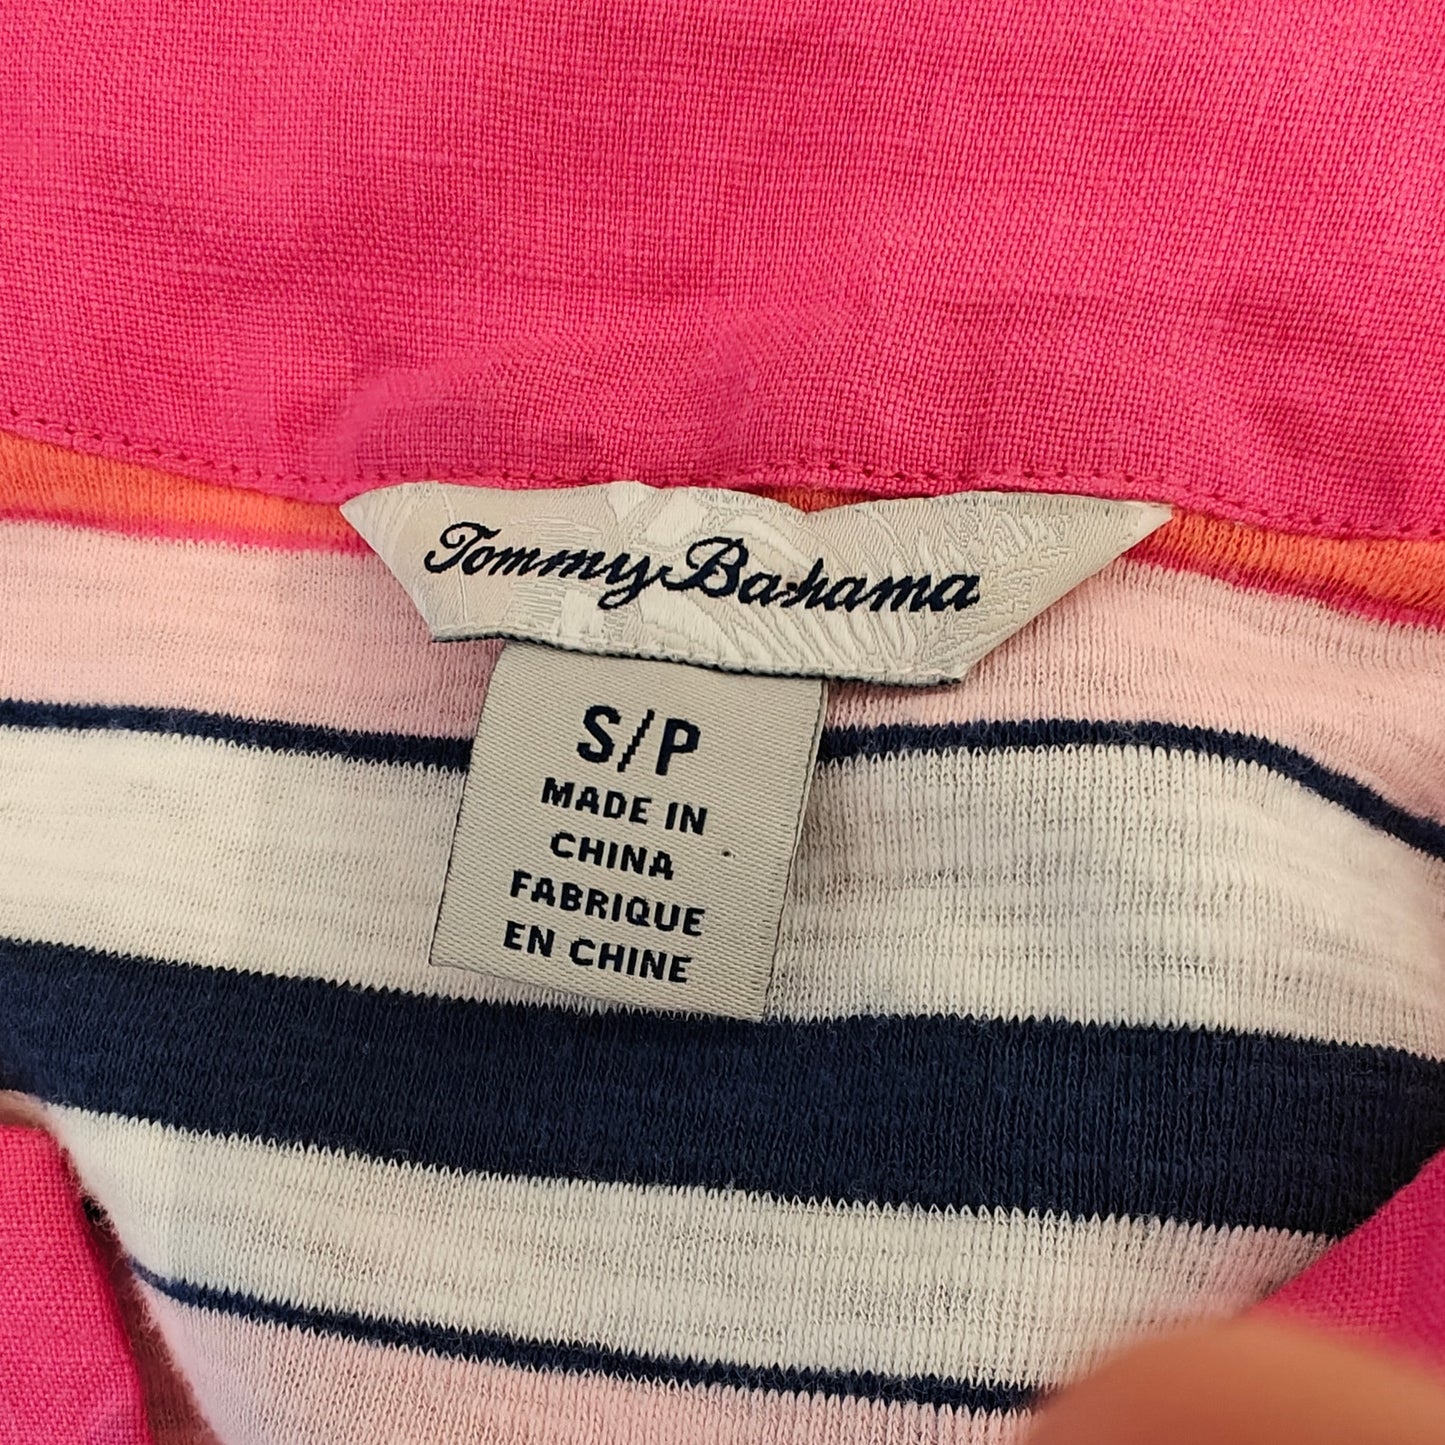 Tommy Bahama
S/P
MADE IN
CHINA
FABRIQUE
EN CHINE